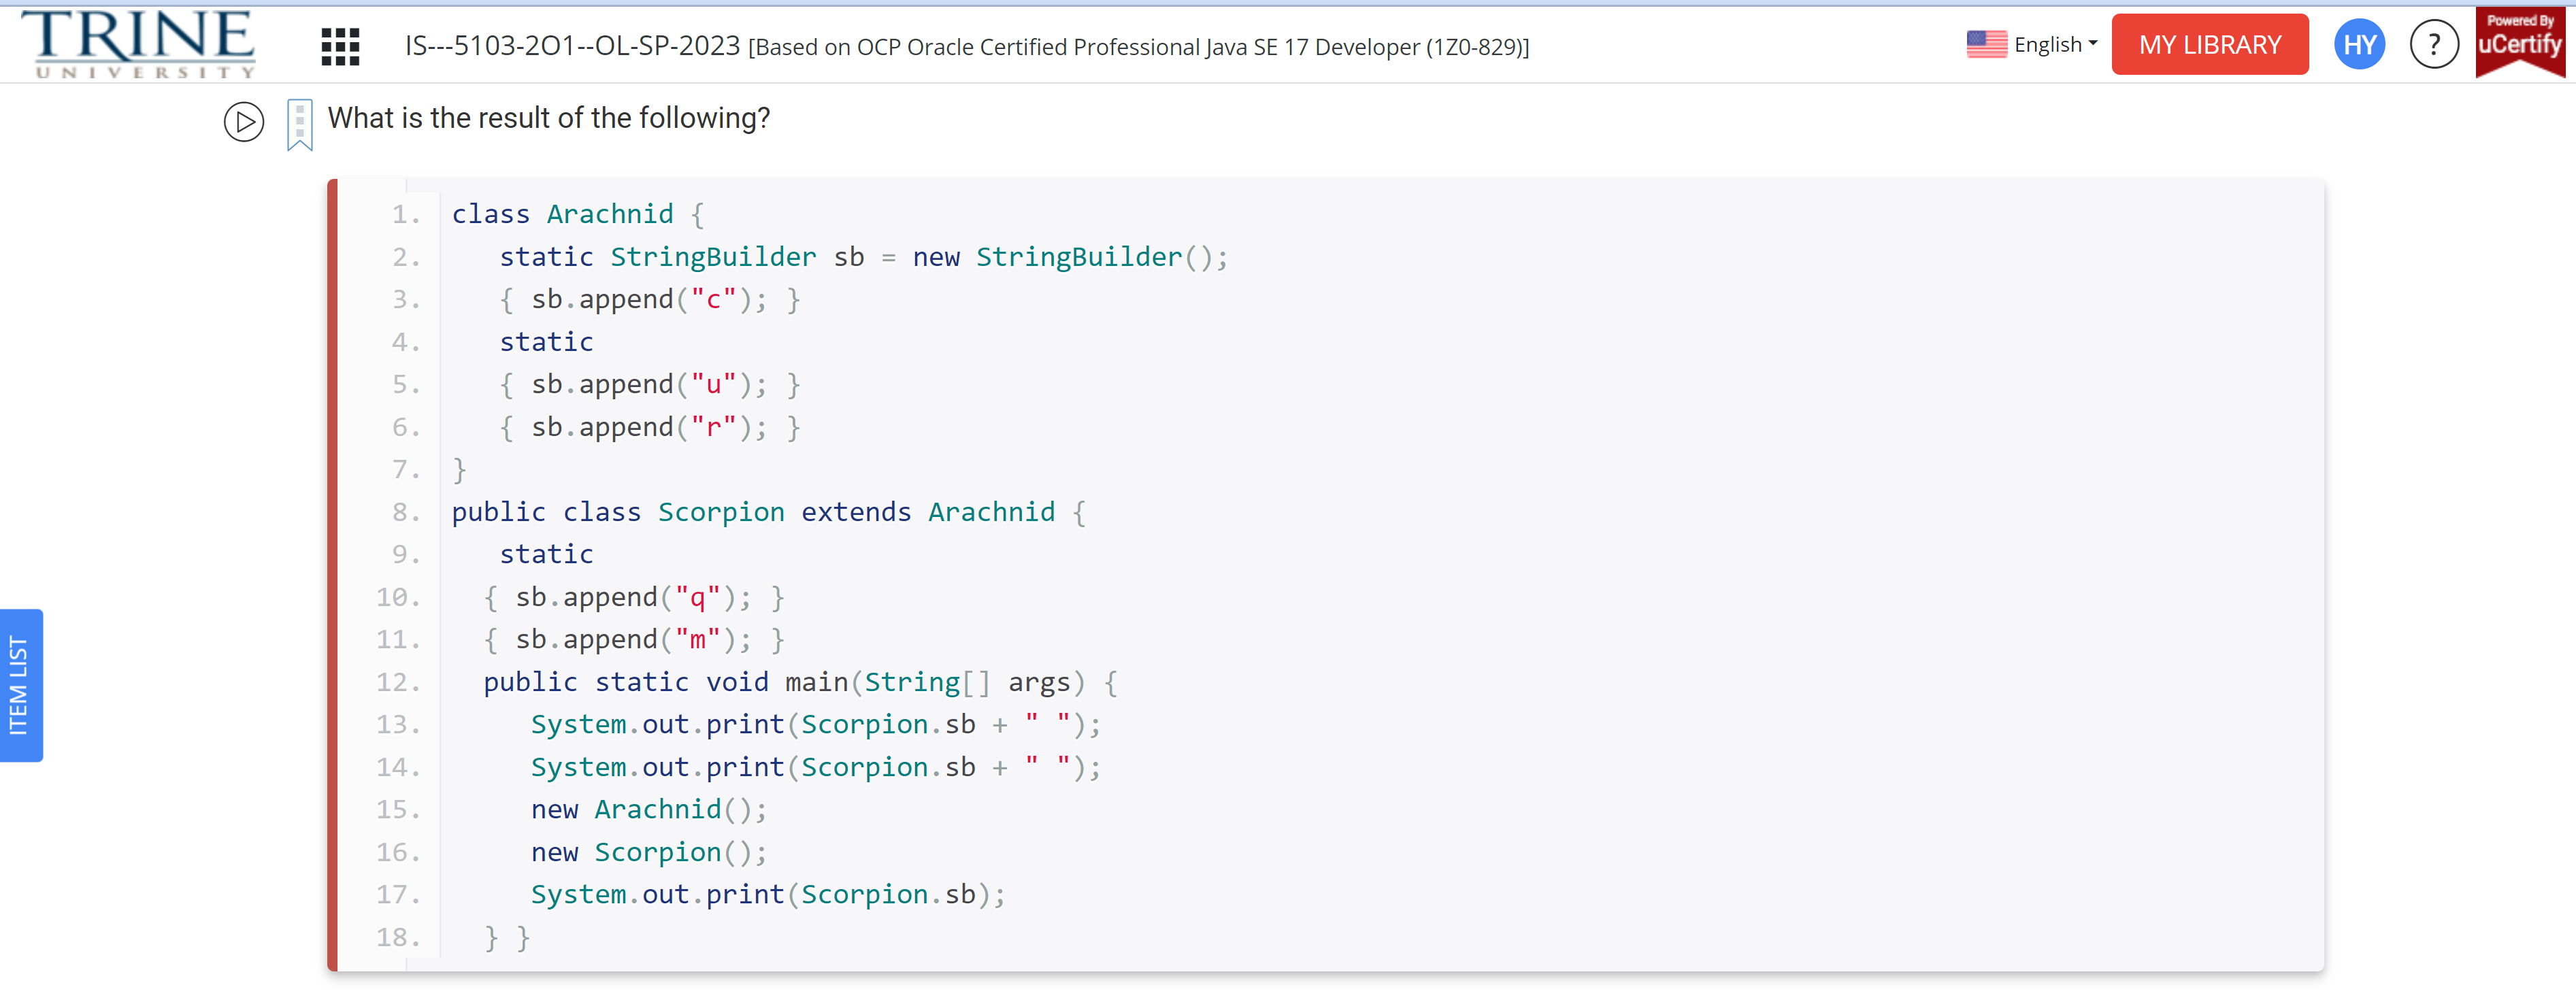 TRINE
UNIVERSITY
IS---5103-2O1--OL-SP-2023 [Based on OCP Oracle Certified Professional Java SE 17 Developer (1Z0-829)]
English
MY LIBRARY
HY
?
Powered By
uCertify
What is the result of the following?
1. class Arachnid {
2.    static StringBuilder sb = new StringBuilder();
3.    { sb.append("c"); }
4.    static
5.    { sb.append("u"); }
6.    { sb.append("r"); }
7. }
8. public class Scorpion extends Arachnid {
9.    static
10.   { sb.append("q"); }
11.   { sb.append("m"); }
12.   public static void main(String[] args) {
13.      System.out.print(Scorpion.sb + " ");
14.      System.out.print(Scorpion.sb + " ");
15.      new Arachnid();
16.      new Scorpion();
17.      System.out.print(Scorpion.sb);
18.   } }
ITEM LIST